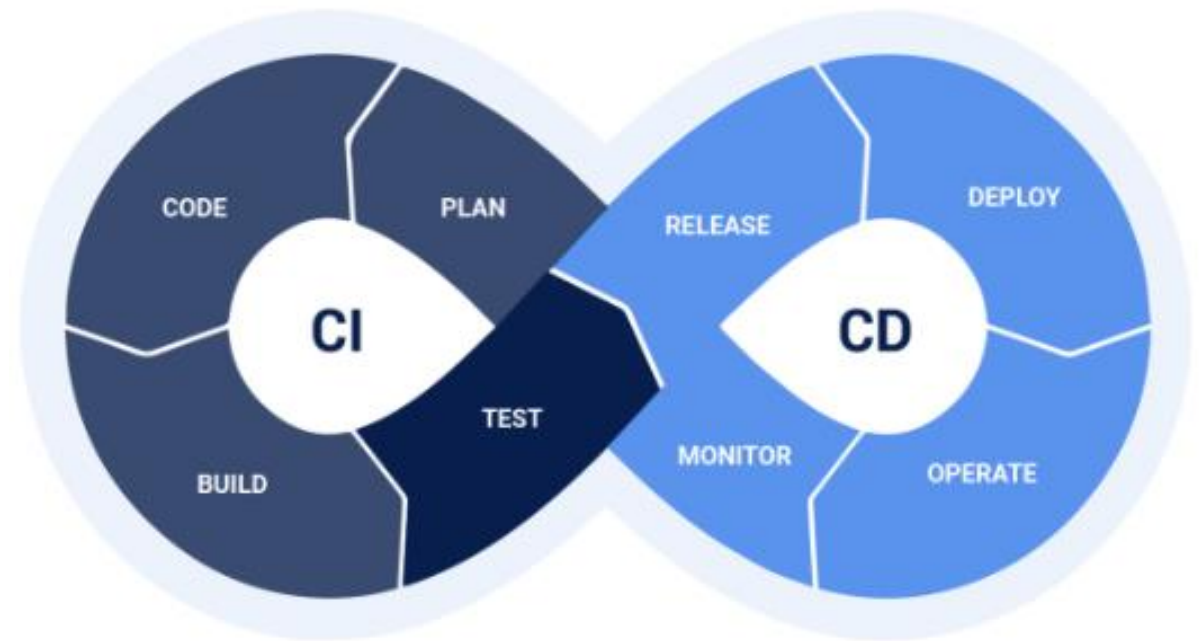 CODE
PLAN
RELEASE
DEPLOY
CI
CD
TEST
MONITOR
OPERATE
BUILD